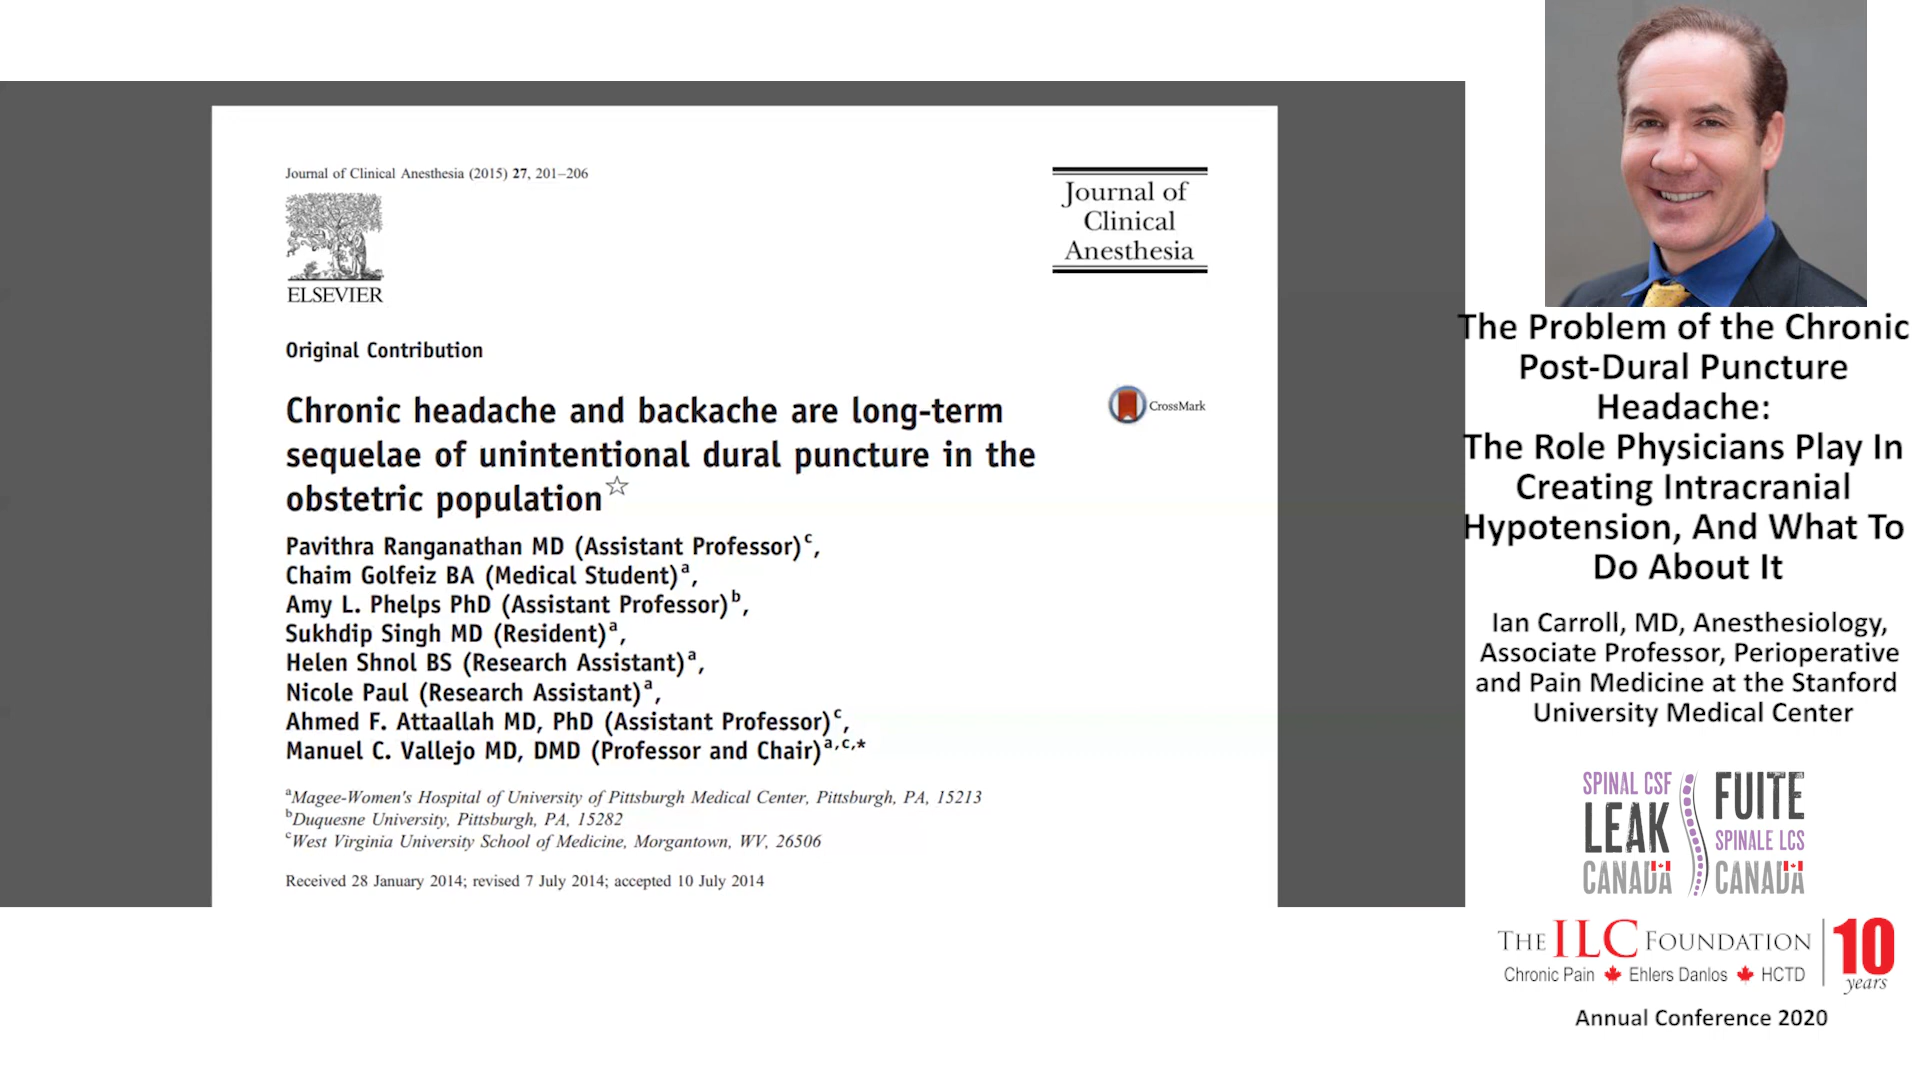 Journal of Clinical Anesthesia (2015) 27, 201–206
ELSEVIER
Journal of
Clinical
Anesthesia
Original Contribution
Chronic headache and backache are long-term
sequelae of unintentional dural puncture in the
obstetric population☆
CrossMark
Pavithra Ranganathan MD (Assistant Professor)c,
Chaim Golfeiz BA (Medical Student)a,
Amy L. Phelps PhD (Assistant Professor)b,
Sukhdip Singh MD (Resident)a,
Helen Shnol BS (Research Assistant)a,
Nicole Paul (Research Assistant)a,
Ahmed F. Attaallah MD, PhD (Assistant Professor)c,
Manuel C. Vallejo MD, DMD (Professor and Chair)a,c,*
aMagee-Women's Hospital of University of Pittsburgh Medical Center, Pittsburgh, PA, 15213
bDuquesne University, Pittsburgh, PA, 15282
cWest Virginia University School of Medicine, Morgantown, WV, 26506
Received 28 January 2014; revised 7 July 2014; accepted 10 July 2014
The Problem of the Chronic
Post-Dural Puncture
Headache:
The Role Physicians Play In
Creating Intracranial
Hypotension, And What To
Do About It
Ian Carroll, MD, Anesthesiology,
Associate Professor, Perioperative
and Pain Medicine at the Stanford
University Medical Center
SPINAL CSF
LEAK
CANADA
FUITE
SPINALE LCS
CANADA
THE ILC FOUNDATION
Chronic Pain Ehlers Danlos HCTD
10
years
Annual Conference 2020